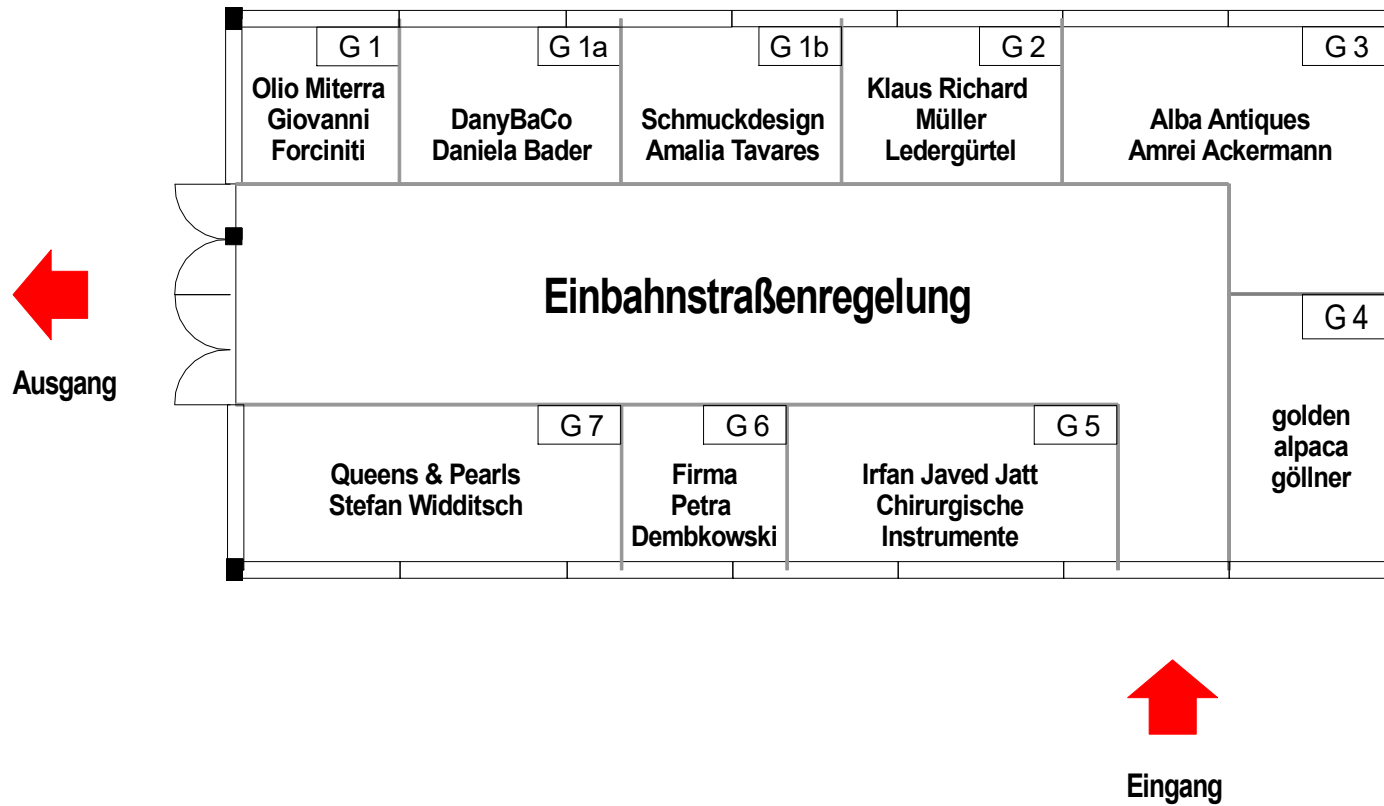 G 1
Olio Miterra
Giovanni
Forciniti
G 1a
DanyBaCo
Daniela Bader
G 1b
Schmuckdesign
Amalia Tavares
G 2
Klaus Richard
Müller
Ledergürtel
G 3
Alba Antiques
Amrei Ackermann
Einbahnstraßenregelung
Ausgang
G 4
golden
alpaca
göllner
G 7
Queens & Pearls
Stefan Widditsch
G 6
Firma
Petra
Dembkowski
G 5
Irfan Javed Jatt
Chirurgische
Instrumente
Eingang